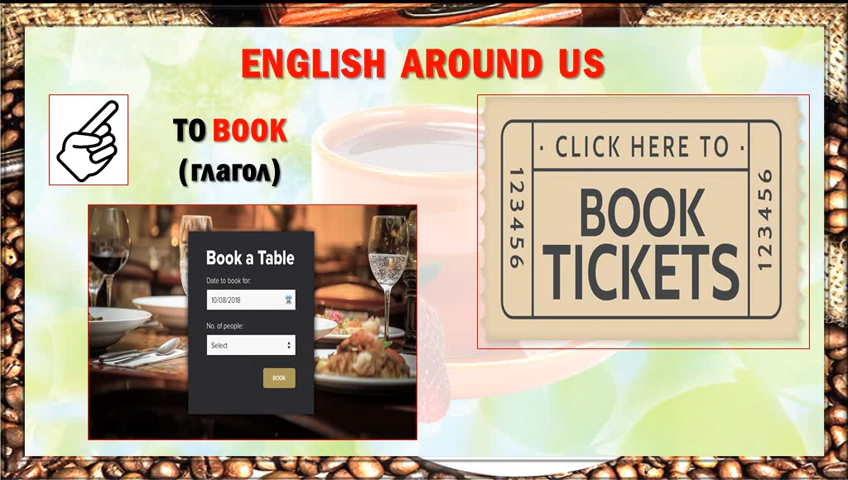 ENGLISH AROUND US
TO BOOK
(глагол)
Book a Table
Date to book for:
10/08/2018
No. of people:
Select
BOOK
· CLICK HERE TO ·
BOOK
TICKETS
123456
123456